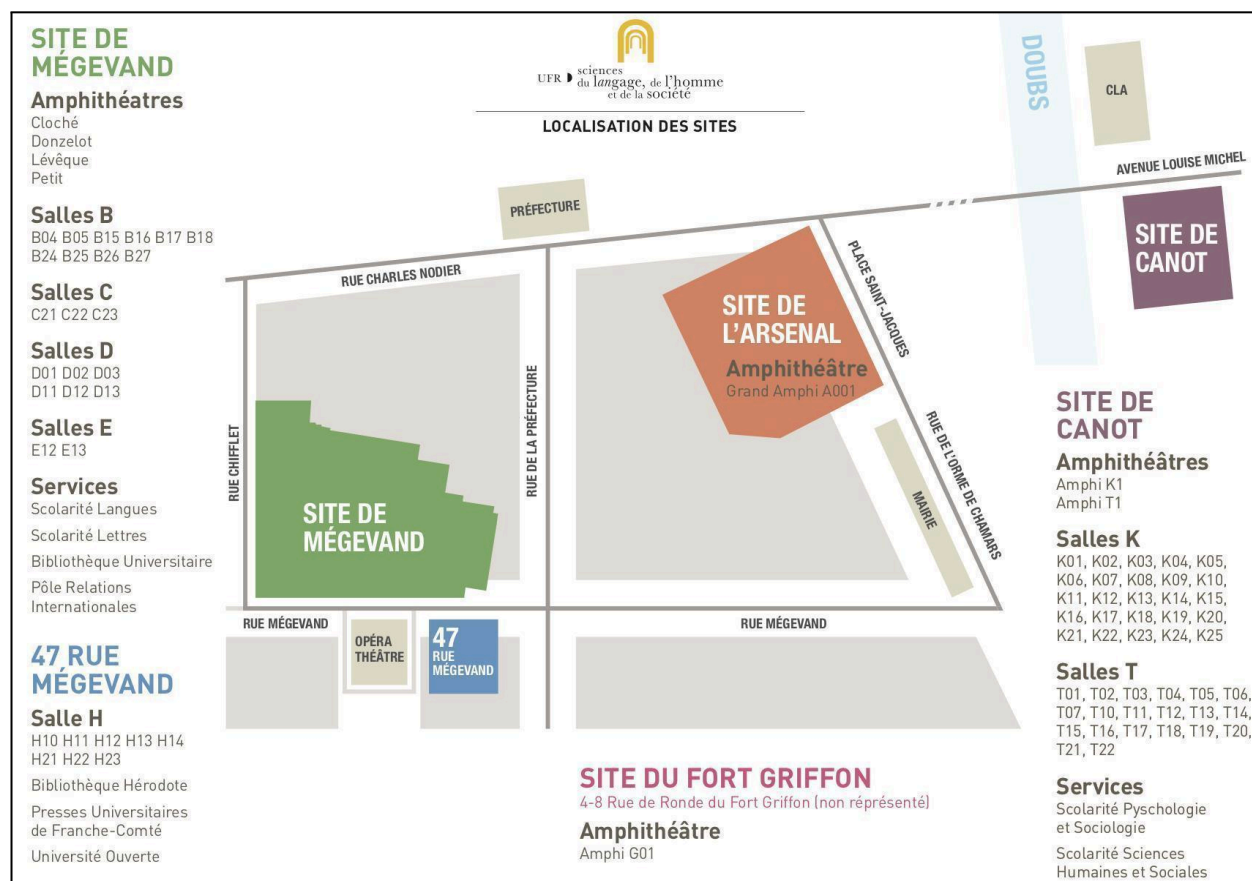 SITE DE
MÉGEVAND
Amphithéatres
Cloché
Donzelot
Lévêque
Petit
Salles B
B04 B05 B15 B16 B17 B18
B24 B25 B26 B27
Salles C
C21 C22 C23
Salles D
D01 D02 D03
D11 D12 D13
Salles E
E12 E13
Services
Scolarité Langues
Scolarité Lettres
Bibliothèque Universitaire
Pôle Relations
Internationales
47 RUE
MÉGEVAND
Salle H
H10 H11 H12 H13 H14
H21 H22 H23
Bibliothèque Hérodote
Presses Universitaires
de Franche-Comté
Université Ouverte
UFR sciences
du langage, de l'homme
et de la société
LOCALISATION DES SITES
DOUBS
CLA
AVENUE LOUISE MICHEL
PRÉFECTURE
SITE DE
CANOT
RUE CHARLES NODIER
PLACE SAINT-JACQUES
SITE DE
L'ARSENAL
Amphithéâtre
Grand Amphi A001
RUE CHIFFLET
RUE DE LA PRÉFECTURE
RUE DE L'ORME DE CHAMARS
MAIRIE
SITE DE
MÉGEVAND
RUE MÉGEVAND
OPÉRA
THÉÂTRE
47
RUE
MÉGEVAND
RUE MÉGEVAND
SITE DU FORT GRIFFON
4-8 Rue de Ronde du Fort Griffon (non réprésenté)
Amphithéâtre
Amphi G01
SITE DE
CANOT
Amphithéâtres
Amphi K1
Amphi T1
Salles K
K01, K02, K03, K04, K05,
K06, K07, K08, K09, K10,
K11, K12, K13, K14, K15,
K16, K17, K18, K19, K20,
K21, K22, K23, K24, K25
Salles T
T01, T02, T03, T04, T05, T06,
T07, T10, T11, T12, T13, T14,
T15, T16, T17, T18, T19, T20,
T21, T22
Services
Scolarité Pyschologie
et Sociologie
Scolarité Sciences
Humaines et Sociales